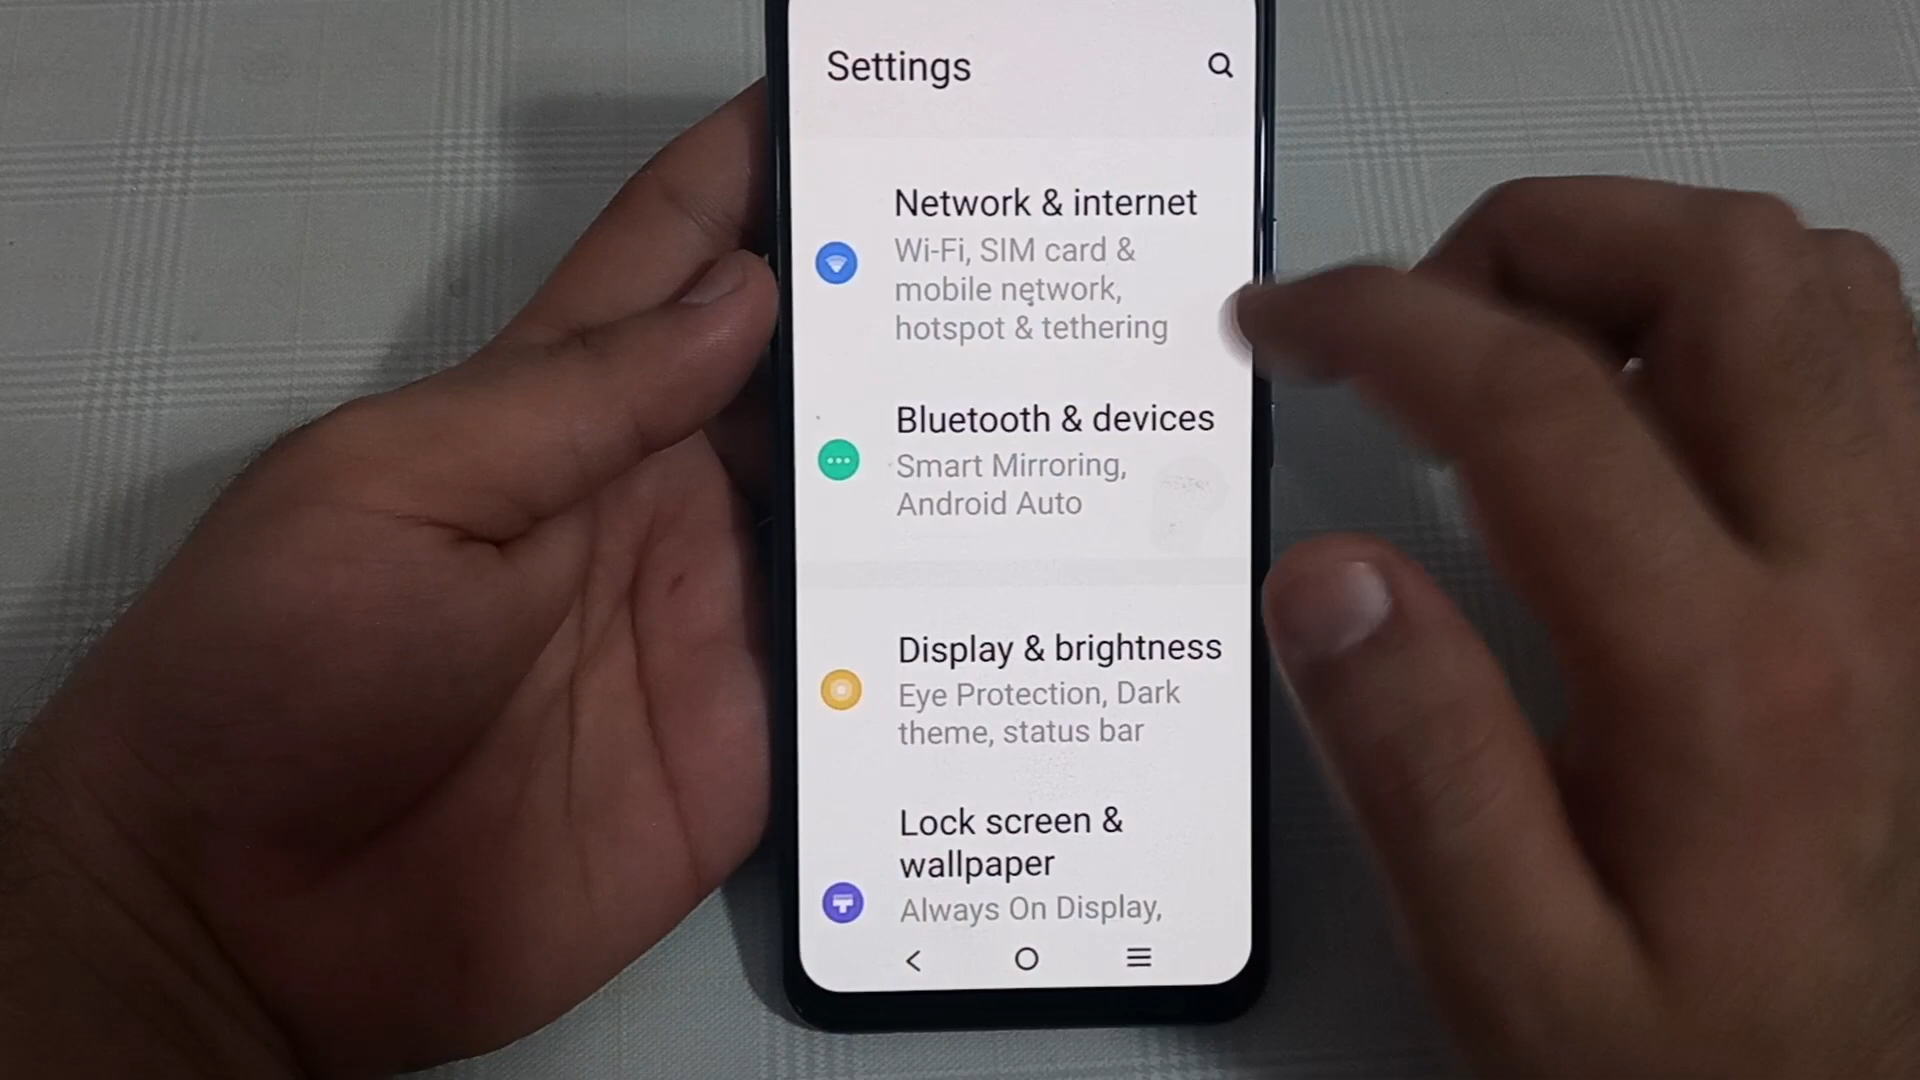 Settings
Network & internet
Wi-Fi, SIM card &
mobile network,
hotspot & tethering
Bluetooth & devices
Smart Mirroring,
Android Auto
Display & brightness
Eye Protection, Dark
theme, status bar
Lock screen &
wallpaper
Always On Display,